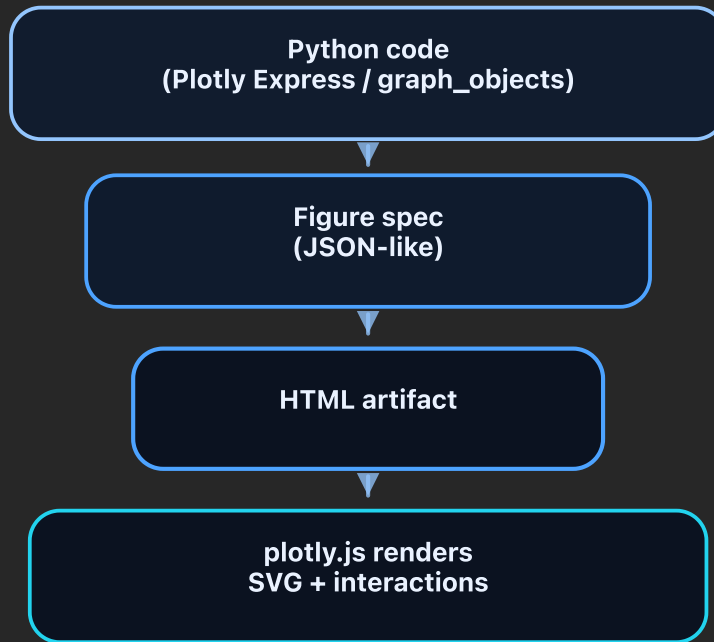 Python code
(Plotly Express / graph_objects)
Figure spec
(JSON-like)
HTML artifact
plotly.js renders
SVG + interactions